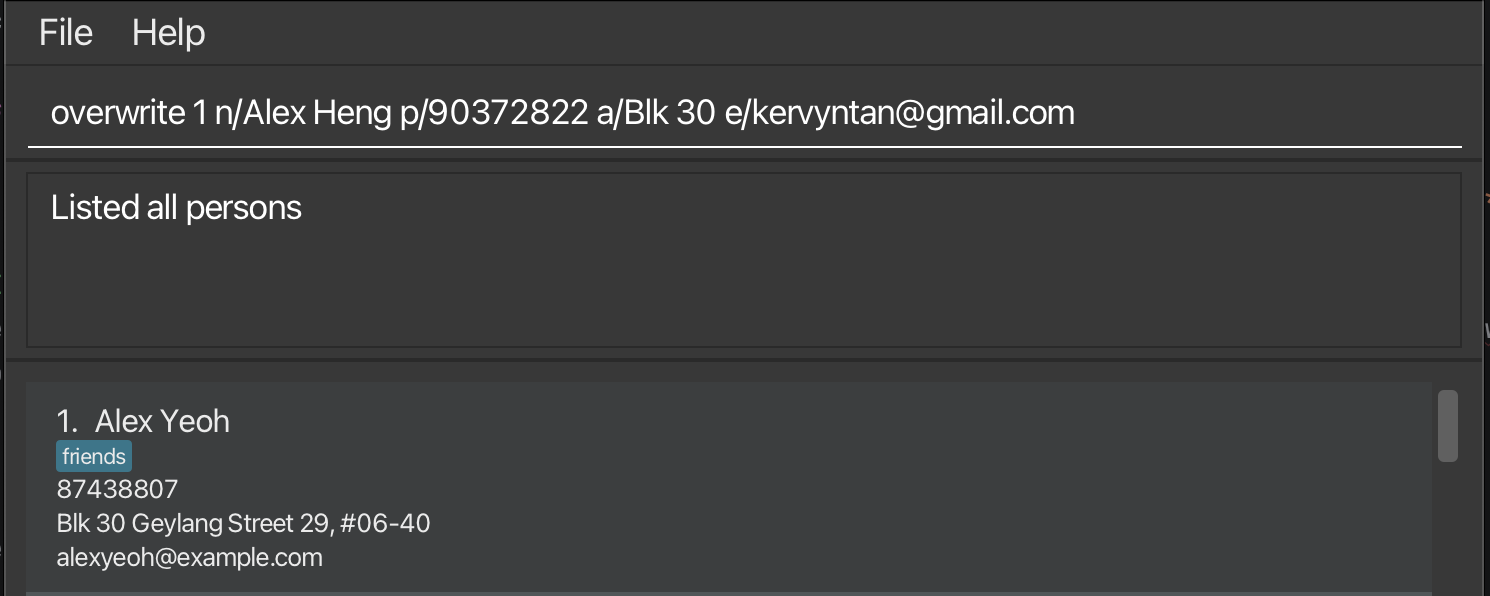 File Help
overwrite 1 n/Alex Heng p/90372822 a/Blk 30 e/kervyntan@gmail.com
Listed all persons
1. Alex Yeoh
friends
87438807
Blk 30 Geylang Street 29, #06-40
alexyeoh@example.com